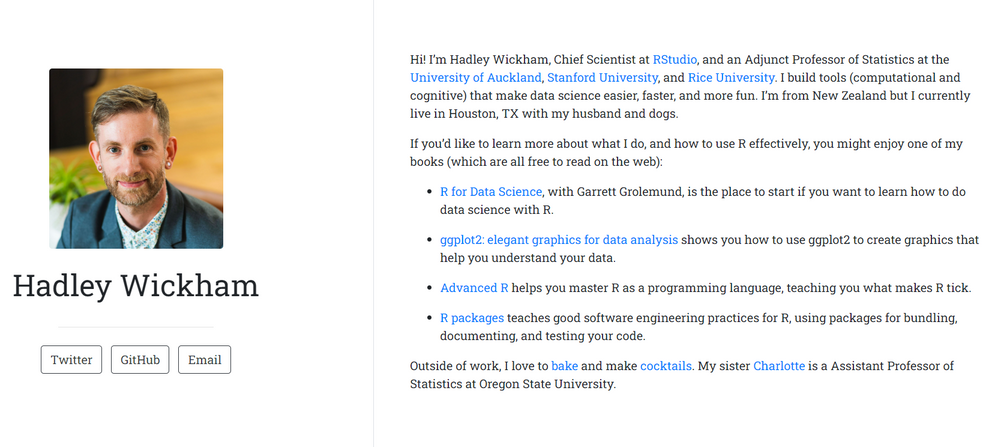 Hadley Wickham
Twitter
GitHub
Email
Hi! I’m Hadley Wickham, Chief Scientist at RStudio, and an Adjunct Professor of Statistics at the
University of Auckland, Stanford University, and Rice University. I build tools (computational and
cognitive) that make data science easier, faster, and more fun. I’m from New Zealand but I currently
live in Houston, TX with my husband and dogs.
If you’d like to learn more about what I do, and how to use R effectively, you might enjoy one of my
books (which are all free to read on the web):
• R for Data Science, with Garrett Grolemund, is the place to start if you want to learn how to do
data science with R.
• ggplot2: elegant graphics for data analysis shows you how to use ggplot2 to create graphics that
help you understand your data.
• Advanced R helps you master R as a programming language, teaching you what makes R tick.
• R packages teaches good software engineering practices for R, using packages for bundling,
documenting, and testing your code.
Outside of work, I love to bake and make cocktails. My sister Charlotte is a Assistant Professor of
Statistics at Oregon State University.